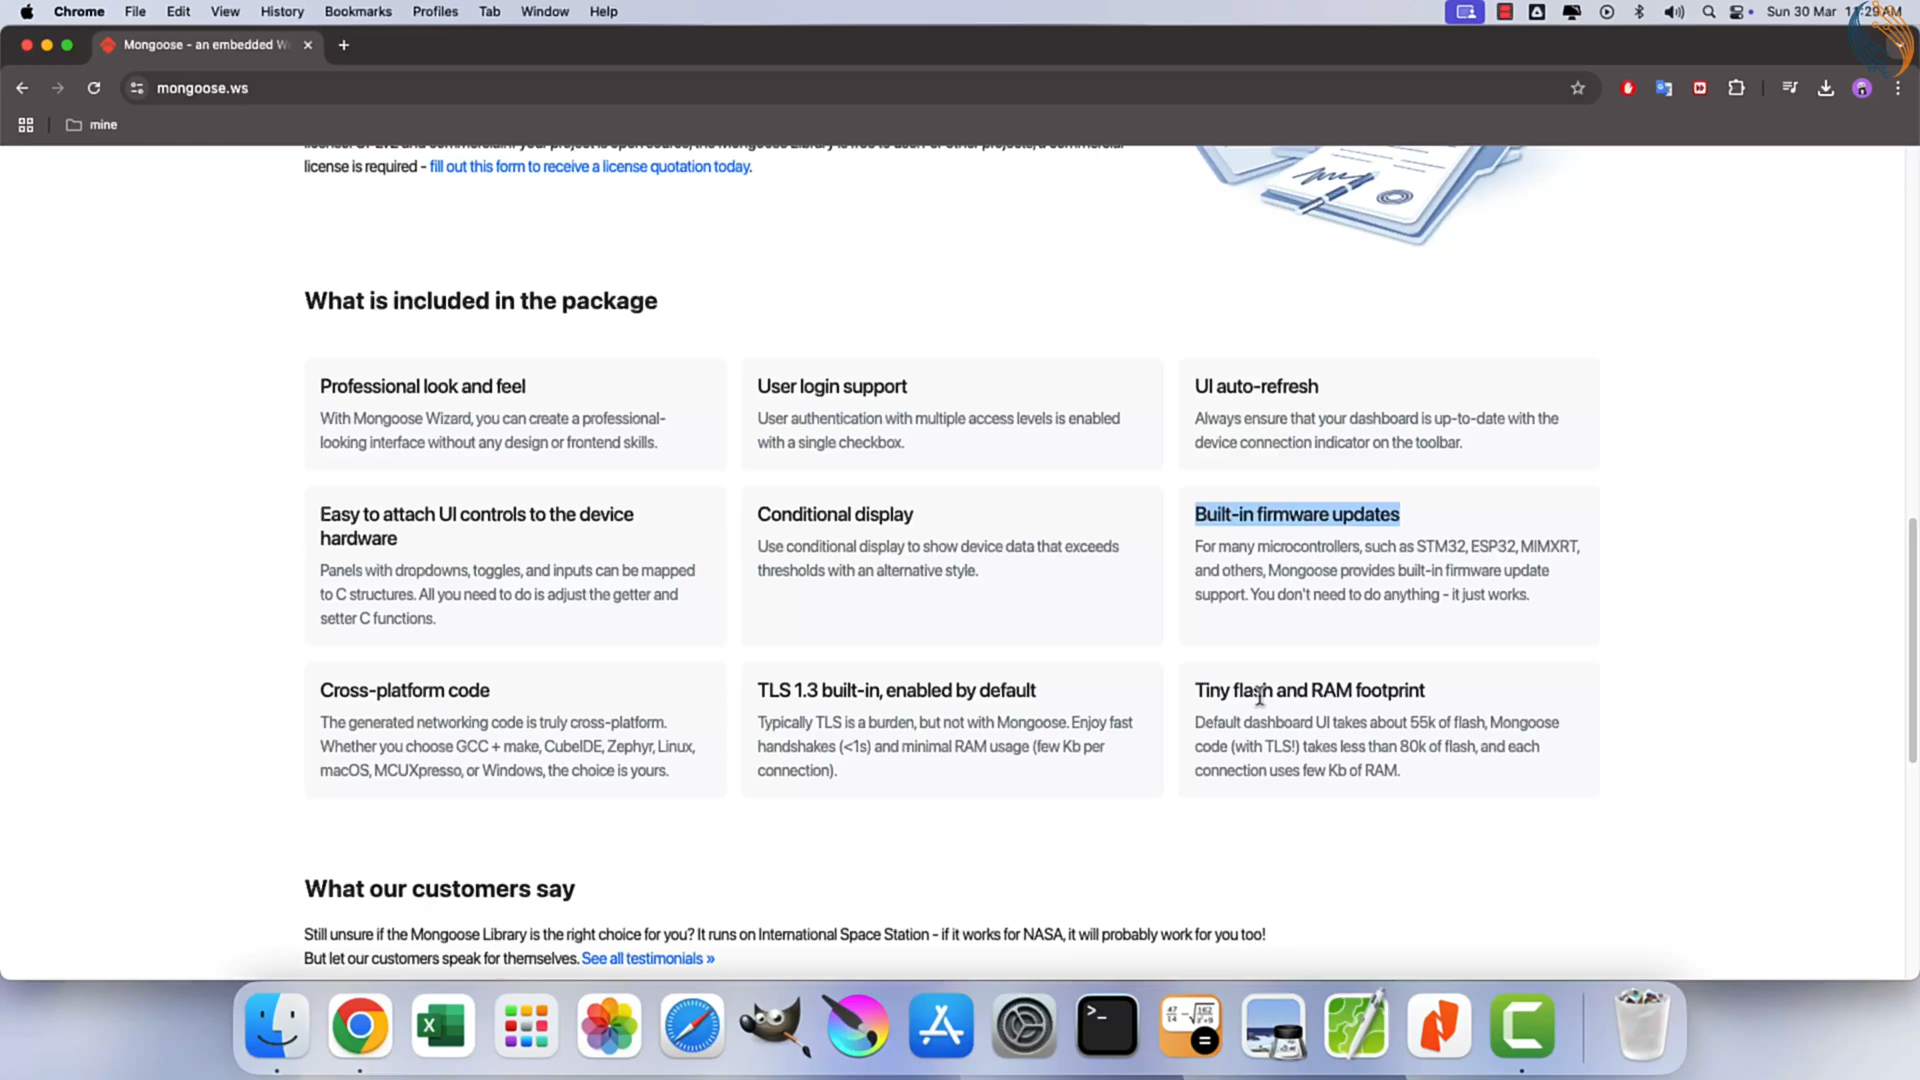 Chrome File Edit View History Bookmarks Profiles Tab Window Help
Sun 30 Mar
Mongoose - an embedded W
mongoose.ws
mine
license is required - fill out this form to receive a license quotation today.
What is included in the package
Professional look and feel
With Mongoose Wizard, you can create a professional-
looking interface without any design or frontend skills.
User login support
User authentication with multiple access levels is enabled
with a single checkbox.
UI auto-refresh
Always ensure that your dashboard is up-to-date with the
device connection indicator on the toolbar.
Easy to attach UI controls to the device
hardware
Panels with dropdowns, toggles, and inputs can be mapped
to C structures. All you need to do is adjust the getter and
setter C functions.
Conditional display
Use conditional display to show device data that exceeds
thresholds with an alternative style.
Built-in firmware updates
For many microcontrollers, such as STM32, ESP32, MIMXRT,
and others, Mongoose provides built-in firmware update
support. You don't need to do anything - it just works.
Cross-platform code
The generated networking code is truly cross-platform.
Whether you choose GCC + make, CubeIDE, Zephyr, Linux,
macOS, MCUXpresso, or Windows, the choice is yours.
TLS 1.3 built-in, enabled by default
Typically TLS is a burden, but not with Mongoose. Enjoy fast
handshakes (<1s) and minimal RAM usage (few Kb per
connection).
Tiny flash and RAM footprint
Default dashboard UI takes about 55k of flash, Mongoose
code (with TLS!) takes less than 80k of flash, and each
connection uses few Kb of RAM.
What our customers say
Still unsure if the Mongoose Library is the right choice for you? It runs on International Space Station - if it works for NASA, it will probably work for you too!
But let our customers speak for themselves. See all testimonials »